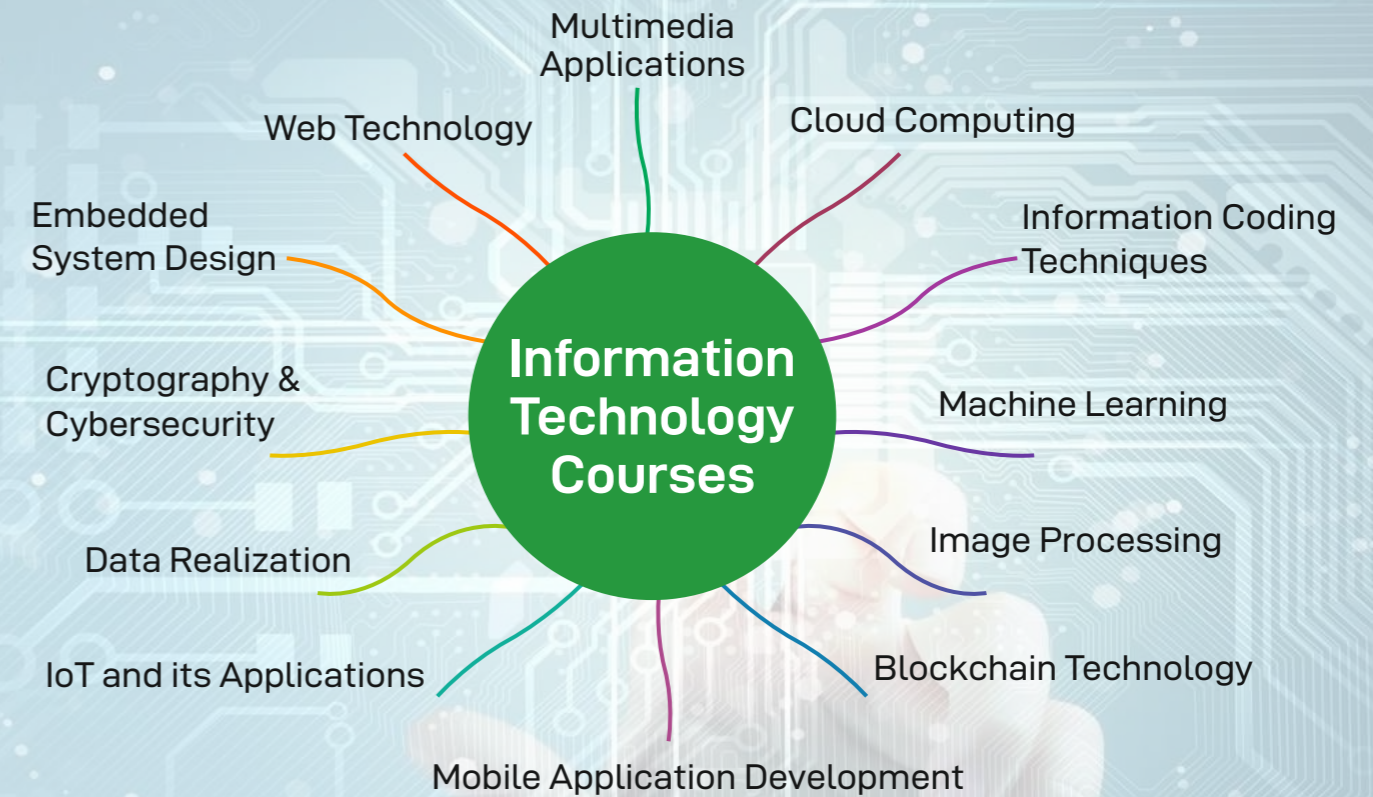 Multimedia
Applications
Web Technology
Cloud Computing
Embedded
System Design
Information Coding
Techniques
Information
Technology
Courses
Cryptography &
Cybersecurity
Machine Learning
Data Realization
Image Processing
IoT and its Applications
Blockchain Technology
Mobile Application Development